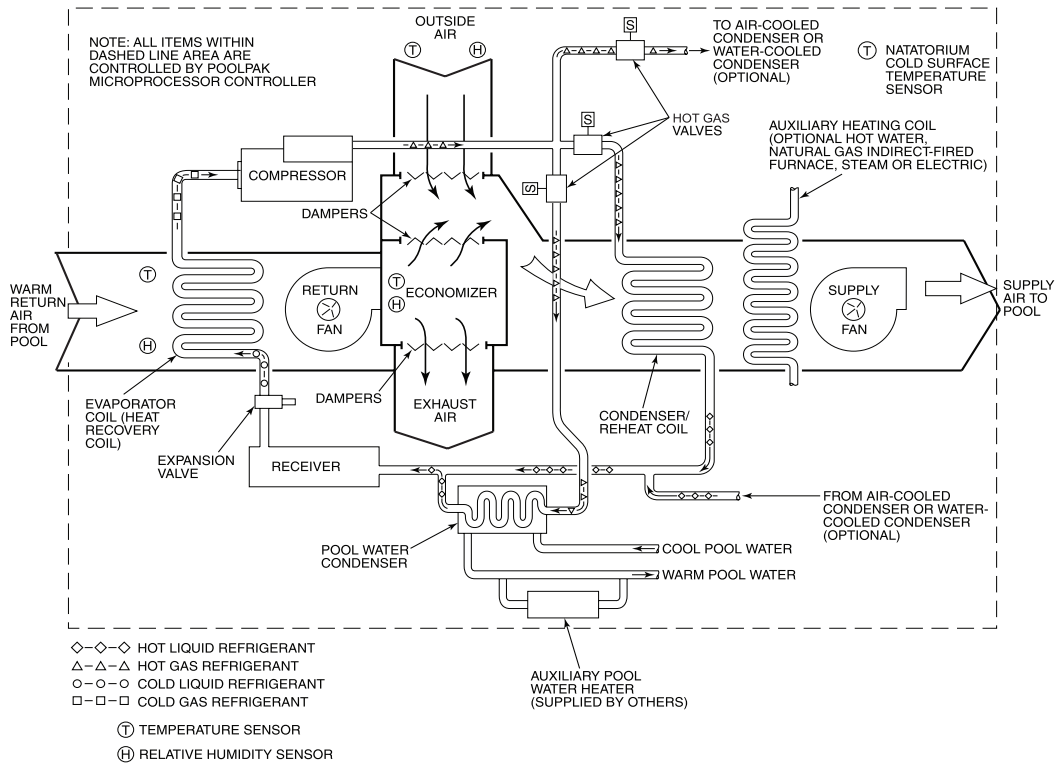 OUTSIDE
AIR
T
H
NOTE: ALL ITEMS WITHIN
DASHED LINE AREA ARE
CONTROLLED BY POOLPAK
MICROPROCESSOR CONTROLLER
S
TO AIR-COOLED
CONDENSER OR
WATER-COOLED
CONDENSER
(OPTIONAL)
T
NATATORIUM
COLD SURFACE
TEMPERATURE
SENSOR
S
HOT GAS
VALVES
S
AUXILIARY HEATING COIL
(OPTIONAL HOT WATER,
NATURAL GAS INDIRECT-FIRED
FURNACE, STEAM OR ELECTRIC)
COMPRESSOR
DAMPERS
WARM
RETURN
AIR
FROM
POOL
T
H
RETURN
FAN
T
H
ECONOMIZER
SUPPLY
FAN
SUPPLY
AIR TO
POOL
EVAPORATOR
COIL (HEAT
RECOVERY
COIL)
DAMPERS
EXHAUST
AIR
CONDENSER/
REHEAT COIL
EXPANSION
VALVE
RECEIVER
FROM AIR-COOLED
CONDENSER OR WATER-
COOLED CONDENSER
(OPTIONAL)
POOL WATER
CONDENSER
COOL POOL WATER
WARM POOL WATER
AUXILIARY POOL
WATER HEATER
(SUPPLIED BY OTHERS)
HOT LIQUID REFRIGERANT
HOT GAS REFRIGERANT
COLD LIQUID REFRIGERANT
COLD GAS REFRIGERANT
T TEMPERATURE SENSOR
H RELATIVE HUMIDITY SENSOR